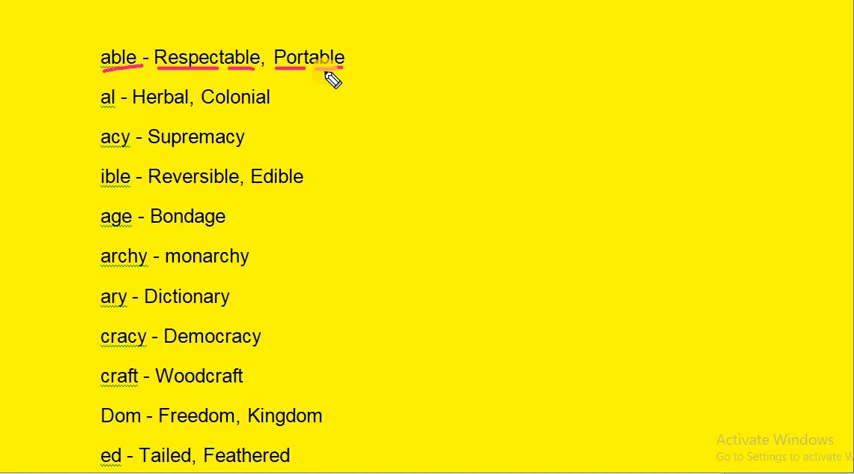 able - Respectable, Portable
al - Herbal, Colonial
acy - Supremacy
ible - Reversible, Edible
age - Bondage
archy - monarchy
ary - Dictionary
cracy - Democracy
craft - Woodcraft
Dom - Freedom, Kingdom
ed - Tailed, Feathered
Activate Windows
Go to Settings to activate W